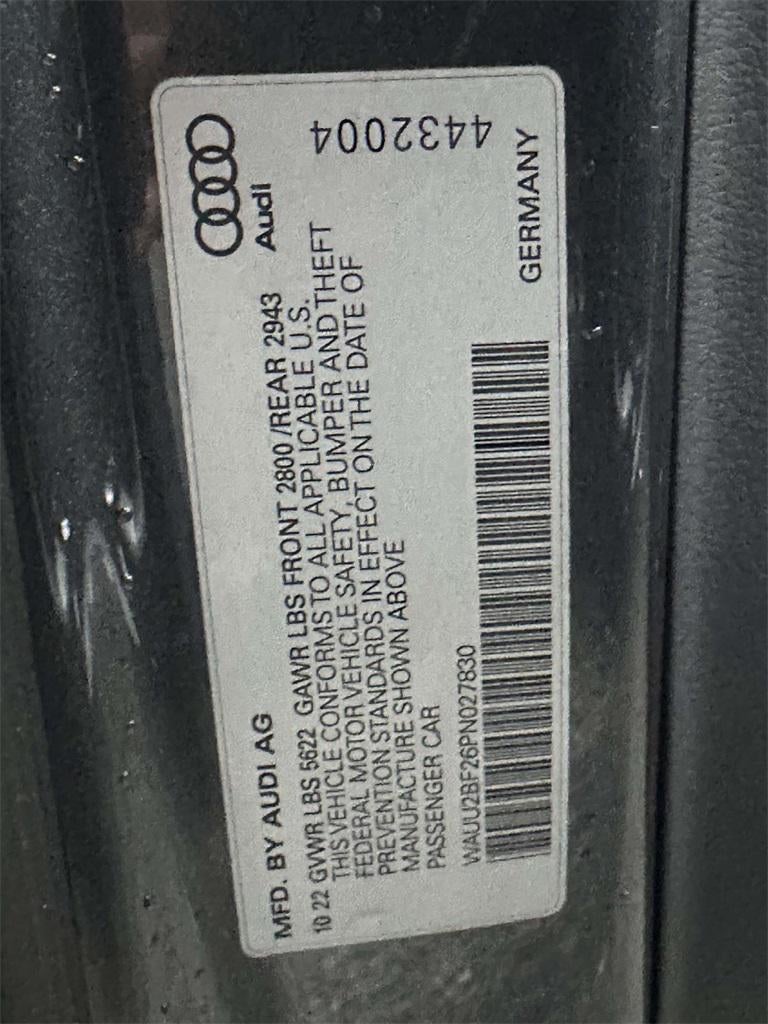 Audi
MFD. BY AUDI AG
10 22 GVWR LBS 5622 GAWR LBS FRONT 2800 /REAR 2943
THIS VEHICLE CONFORMS TO ALL APPLICABLE U.S.
FEDERAL MOTOR VEHICLE SAFETY, BUMPER AND THEFT
PREVENTION STANDARDS IN EFFECT ON THE DATE OF
MANUFACTURE SHOWN ABOVE
PASSENGER CAR
WAUU2BF26PN027830
GERMANY
4432004